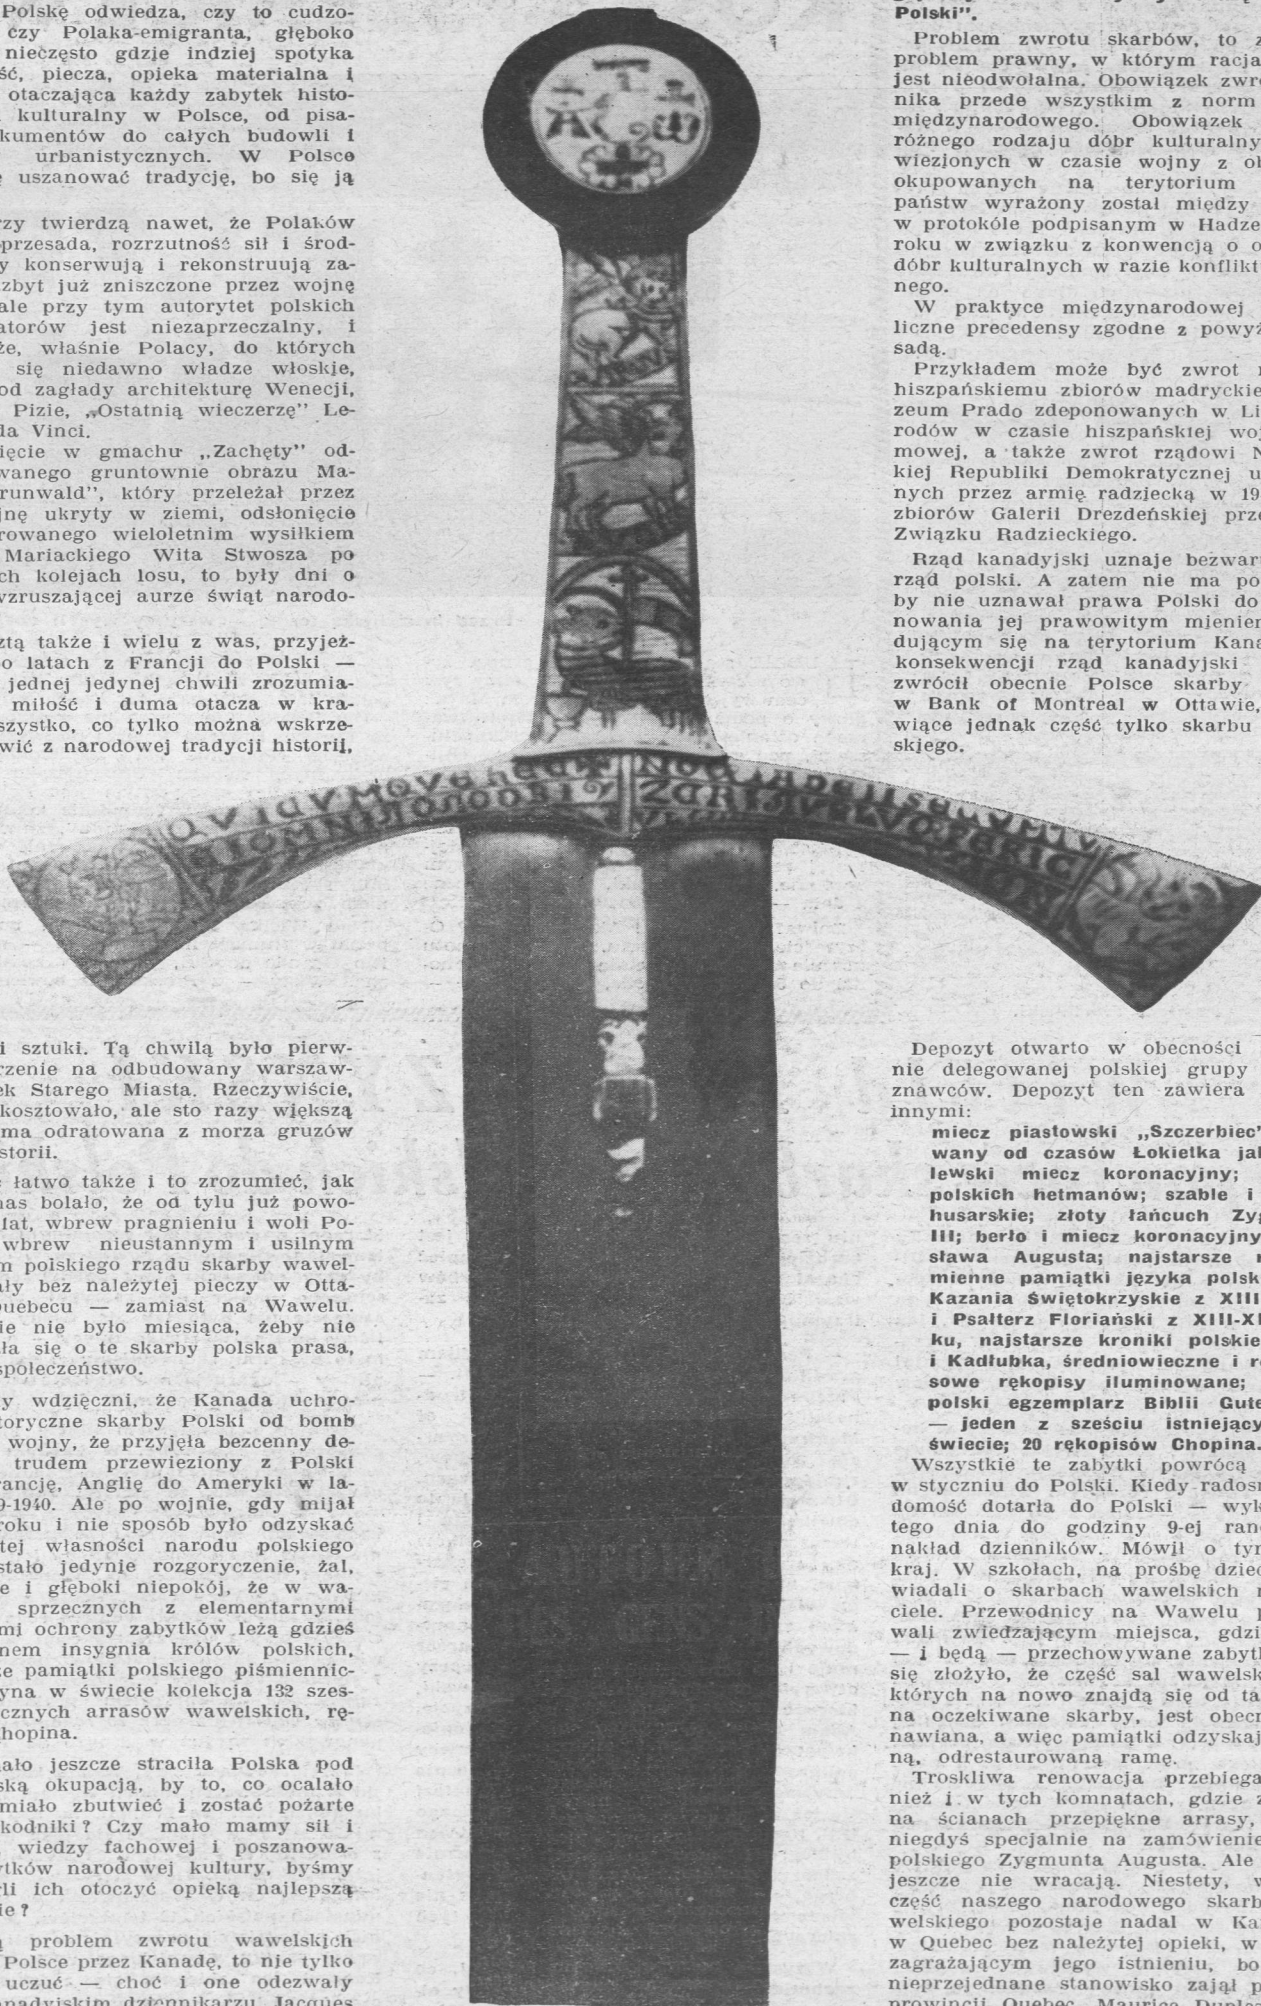 Polskę odwiedza, czy to cudzo-
czy Polaka-emigranta, głęboko
nieczęsto gdzie indziej spotyka
ść, piecza, opieka materialna i
otaczająca każdy zabytek histo-
kulturalny w Polsce, od pisa-
kumentów do całych budowli i
urbanistycznych. W Polsce
uszanować tradycję, bo się ją
rzy twierdzą nawet, że Polaków
przesada, rozrzutność sił i środ-
y konserwują i rekonstruują za-
zbyt już zniszczone przez wojnę
ale przy tym autorytet polskich
atorów jest niezaprzeczalny, i
że, właśnie Polacy, do których
się niedawno władze włoskie,
od zagłady architekturę Wenecji,
Pizie, „Ostatnią wieczerzę” Le-
da Vinci.
ięcie w gmachu „Zachęty” od-
wanego gruntownie obrazu Ma-
runwald”, który przeleżał przez
jnę ukryty w ziemi, odsłonięcie
rowanego wieloletnim wysiłkiem
Mariackiego Wita Stwosza po
ch kolejach losu, to były dni o
wzruszającej aurze świąt narodo-
ztą także i wielu z was, przyjeż-
o latach z Francji do Polski —
jednej jedynej chwili zrozumia-
miłość i duma otacza w kra-
szystko, co tylko można wskrze-
wić z narodowej tradycji historii,
i sztuki. Tą chwilą było pierw-
rzenie na odbudowany warszaw-
ek Starego Miasta. Rzeczywiście,
kosztowało, ale sto razy większą
ma odratowana z morza gruzów
storii.
łatwo także i to zrozumieć, jak
nas bolało, że od tylu już powo-
lat, wbrew pragnieniu i woli Po-
wbrew nieustannym i usilnym
m polskiego rządu skarby wawel-
ały bez należytej pieczy w Otta-
Quebecu — zamiast na Wawelu.
ie nie było miesiąca, żeby nie
ła się o te skarby polska prasa,
społeczeństwo.
y wdzięczni, że Kanada uchro-
toryczne skarby Polski od bomb
wojny, że przyjęła bezcenny de-
trudem przewieziony z Polski
rancję, Anglię do Ameryki w la-
9-1940. Ale po wojnie, gdy mijał
roku i nie sposób było odzyskać
tej własności narodu polskiego
stało jedynie rozgoryczenie, żal,
e i głęboki niepokój, że w wa-
sprzecznych z elementarnymi
mi ochrony zabytków leżą gdzieś
nem insygnia królów polskich,
ze pamiątki polskiego piśmiennic-
yna w świecie kolekcja 132 szes-
cznych arrasów wawelskich, rę-
hopina.
ało jeszcze straciła Polska pod
ską okupacją, by to, co ocalało
miało zbutwieć i zostać pożarte
kodniki? Czy mało mamy sił i
wiedzy fachowej i poszanowa-
tków narodowej kultury, byśmy
li ich otoczyć opieką najlepszą
ie?
problem zwrotu wawelskich
Polsce przez Kanadę, to nie tylko
uczuć — choć i one odezwały
anadyjskim dziennikarzu Jacques
Polski”.
Problem zwrotu skarbów, to z
problem prawny, w którym racja
jest nieodwołalna. Obowiązek zwr
nika przede wszystkim z norm
międzynarodowego. Obowiązek
różnego rodzaju dóbr kulturalny
wiezionych w czasie wojny z ob
okupowanych na terytorium
państw wyrażony został między
w protokóle podpisanym w Hadze
roku w związku z konwencją o o
dóbr kulturalnych w razie konflikt
nego.
W praktyce międzynarodowej
liczne precedensy zgodne z powyż
sadą.
Przykładem może być zwrot r
hiszpańskiemu zbiorów madryckie
zeum Prado zdeponowanych w Li
rodów w czasie hiszpańskiej woj
mowej, a także zwrot rządowi N
kiej Republiki Demokratycznej u
nych przez armię radziecką w 19
zbiorów Galerii Drezdeńskiej prze
Związku Radzieckiego.
Rząd kanadyjski uznaje bezwar
rząd polski. A zatem nie ma po
by nie uznawał prawa Polski do
nowania jej prawowitym mieniem
dującym się na terytorium Kana
konsekwencji rząd kanadyjski
zwrócił obecnie Polsce skarby
w Bank of Montreal w Ottawie,
wiące jednak część tylko skarbu
skiego.
Depozyt otwarto w obecności
nie delegowanej polskiej grupy
znawców. Depozyt ten zawiera
innymi:
miecz piastowski „Szczerbiec”
wany od czasów Łokietka jak
lewski miecz koronacyjny;
polskich hetmanów; szable i
husarskie; złoty łańcuch Zyg
III; berło i miecz koronacyjny
sława Augusta; najstarsze
mienne pamiątki języka polsk
Kazania Świętokrzyskie z XIII
i Psałterz Floriański z XIII-XI
ku, najstarsze kroniki polskie
i Kadłubka, średniowieczne i re
sowe rękopisy iluminowane;
polski egzemplarz Biblii Gute
— jeden z sześciu istniejący
świecie; 20 rękopisów Chopina.
Wszystkie te zabytki powrócą
w styczniu do Polski. Kiedy radosn
domość dotarła do Polski — wyk
tego dnia do godziny 9-ej ran
nakład dzienników. Mówił o tym
kraj. W szkołach, na prośbę dziec
wiadali o skarbach wawelskich n
ciele. Przewodnicy na Wawelu p
wali zwiedzającym miejsca, gdzi
— i będą — przechowywane zabytk
się złożyło, że część sal wawelsk
których na nowo znajdą się od ta
na oczekiwane skarby, jest obecn
nawiana, a więc pamiątki odzyskaj
ną, odrestaurowaną ramę.
Troskliwa renowacja przebiega
nież i w tych komnatach, gdzie z
na ścianach przepiękne arrasy,
niegdyś specjalnie na zamówienie
polskiego Zygmunta Augusta. Ale
jeszcze nie wracają. Niestety, w
część naszego narodowego skarb
welskiego pozostaje nadal w Ka
w Quebec bez należytej opieki, w
zagrażającym jego istnieniu, bo
nieprzejednane stanowisko zajął p
prowincji Quebec, Maurice Duples